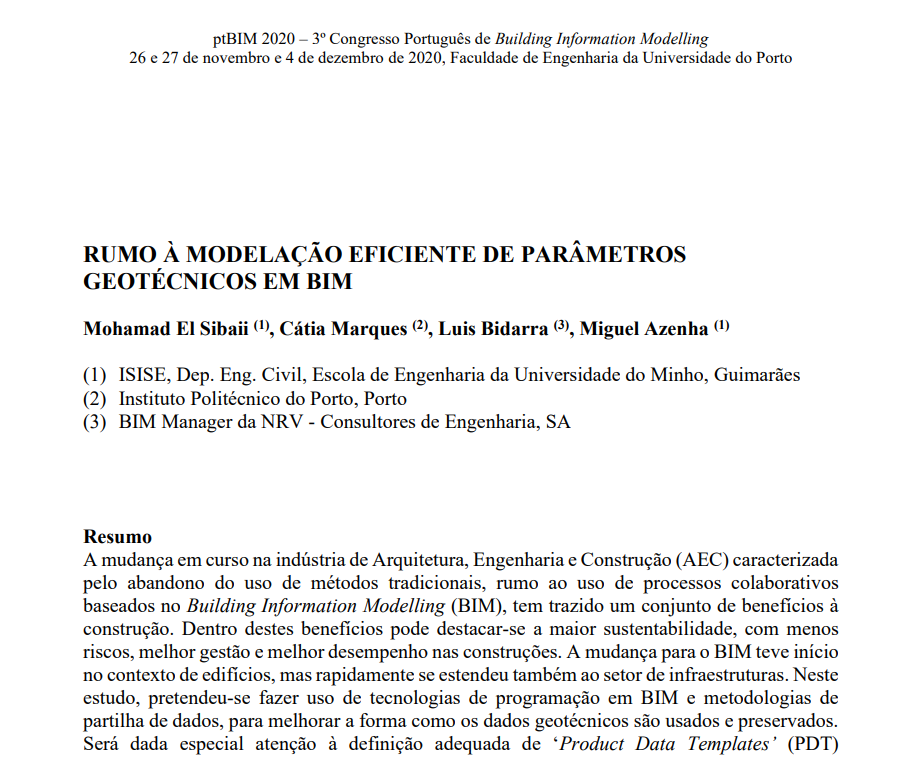 ptBIM 2020 – 3º Congresso Português de Building Information Modelling
26 e 27 de novembro e 4 de dezembro de 2020, Faculdade de Engenharia da Universidade do Porto
RUMO À MODELAÇÃO EFICIENTE DE PARÂMETROS
GEOTÉCNICOS EM BIM
Mohamad El Sibaii (1), Cátia Marques (2), Luis Bidarra (3), Miguel Azenha (1)
(1) ISISE, Dep. Eng. Civil, Escola de Engenharia da Universidade do Minho, Guimarães
(2) Instituto Politécnico do Porto, Porto
(3) BIM Manager da NRV - Consultores de Engenharia, SA
Resumo
A mudança em curso na indústria de Arquitetura, Engenharia e Construção (AEC) caracterizada
pelo abandono do uso de métodos tradicionais, rumo ao uso de processos colaborativos
baseados no Building Information Modelling (BIM), tem trazido um conjunto de benefícios à
construção. Dentro destes benefícios pode destacar-se a maior sustentabilidade, com menos
riscos, melhor gestão e melhor desempenho nas construções. A mudança para o BIM teve início
no contexto de edifícios, mas rapidamente se estendeu também ao setor de infraestruturas. Neste
estudo, pretendeu-se fazer uso de tecnologias de programação em BIM e metodologias de
partilha de dados, para melhorar a forma como os dados geotécnicos são usados e preservados.
Será dada especial atenção à definição adequada de ‘Product Data Templates’ (PDT)